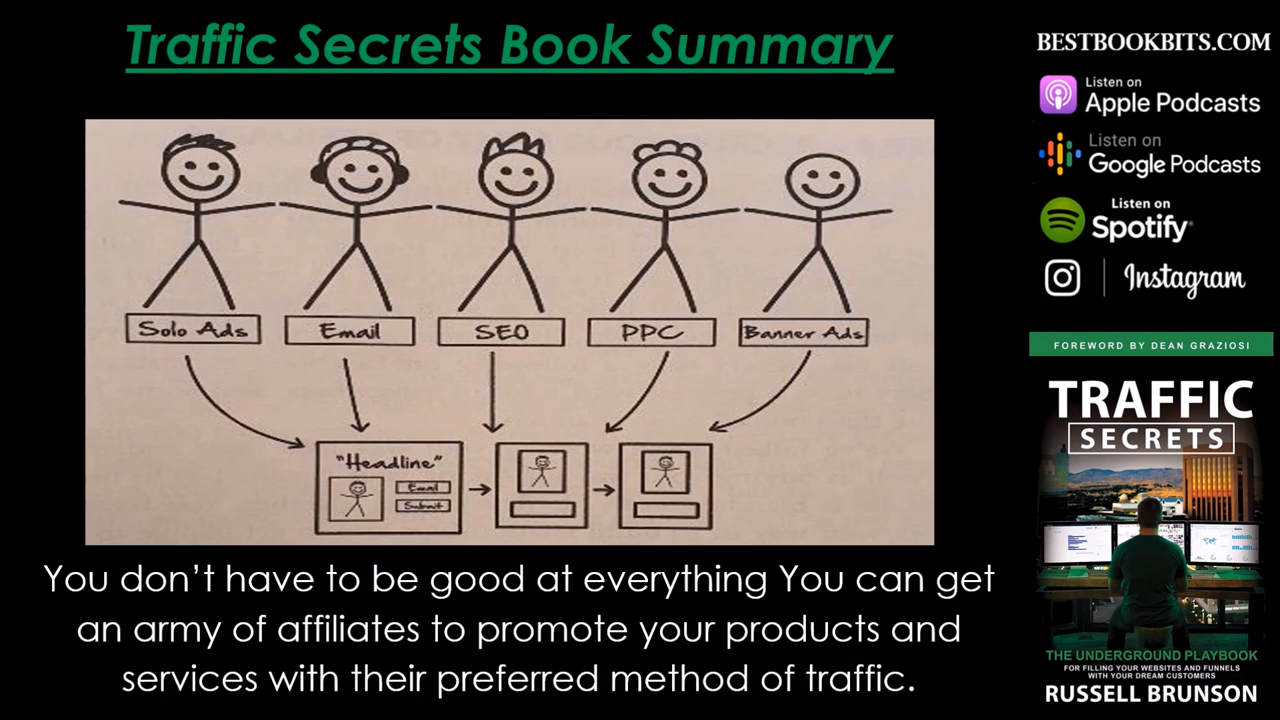 Traffic Secrets Book Summary
Solo Ads
Email
SEO
PPC
Banner Ads
"Headline"
Email
Submit
You don't have to be good at everything You can get
an army of affiliates to promote your products and
services with their preferred method of traffic.
BESTBOOKBITS.COM
Listen on
Apple Podcasts
Listen on
Google Podcasts
Listen on
Spotify
Instagram
FOREWORD BY DEAN GRAZIOSI
TRAFFIC
SECRETS
THE UNDERGROUND PLAYBOOK
FOR FILLING YOUR WEBSITES AND FUNNELS
WITH YOUR DREAM CUSTOMERS
RUSSELL BRUNSON